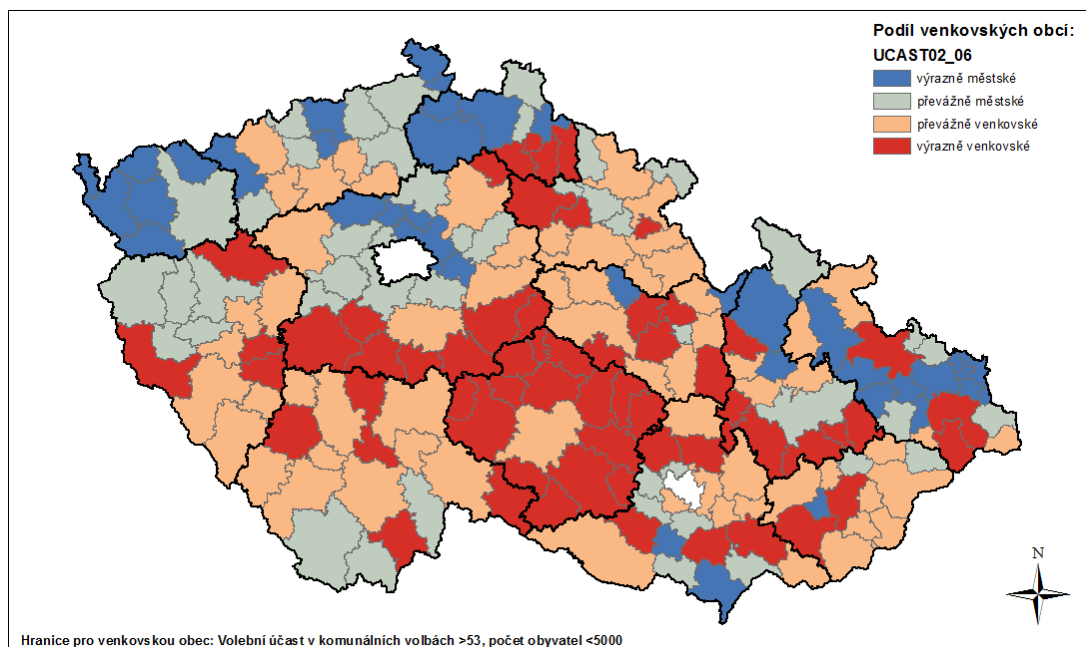 Podíl venkovských obcí:
UCAST02_06
výrazně městské
převážně městské
převážně venkovské
výrazně venkovské
N
Hranice pro venkovskou obec: Volební účast v komunálních volbách >53, počet obyvatel <5000